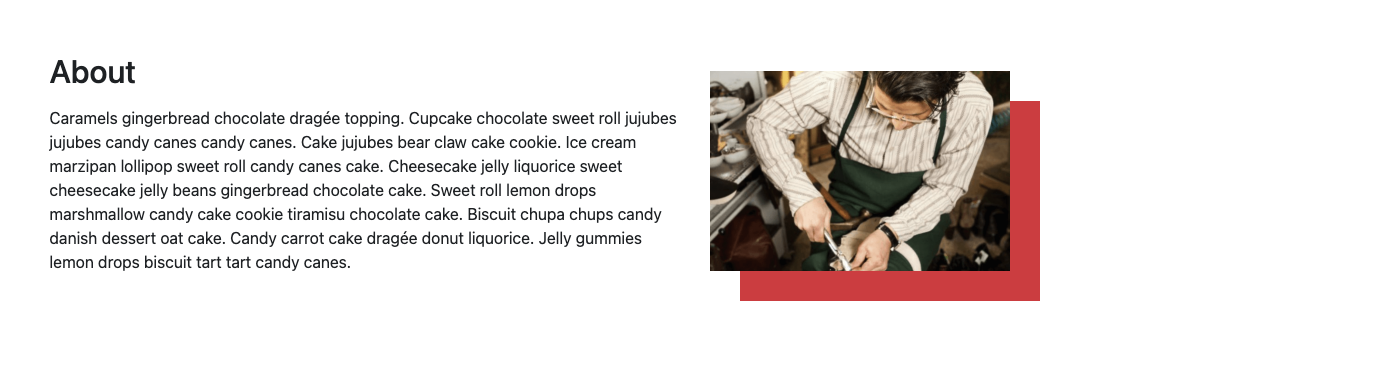 About
Caramels gingerbread chocolate dragée topping. Cupcake chocolate sweet roll jujubes
jujubes candy canes candy canes. Cake jujubes bear claw cake cookie. Ice cream
marzipan lollipop sweet roll candy canes cake. Cheesecake jelly liquorice sweet
cheesecake jelly beans gingerbread chocolate cake. Sweet roll lemon drops
marshmallow candy cake cookie tiramisu chocolate cake. Biscuit chupa chups candy
danish dessert oat cake. Candy carrot cake dragée donut liquorice. Jelly gummies
lemon drops biscuit tart tart candy canes.